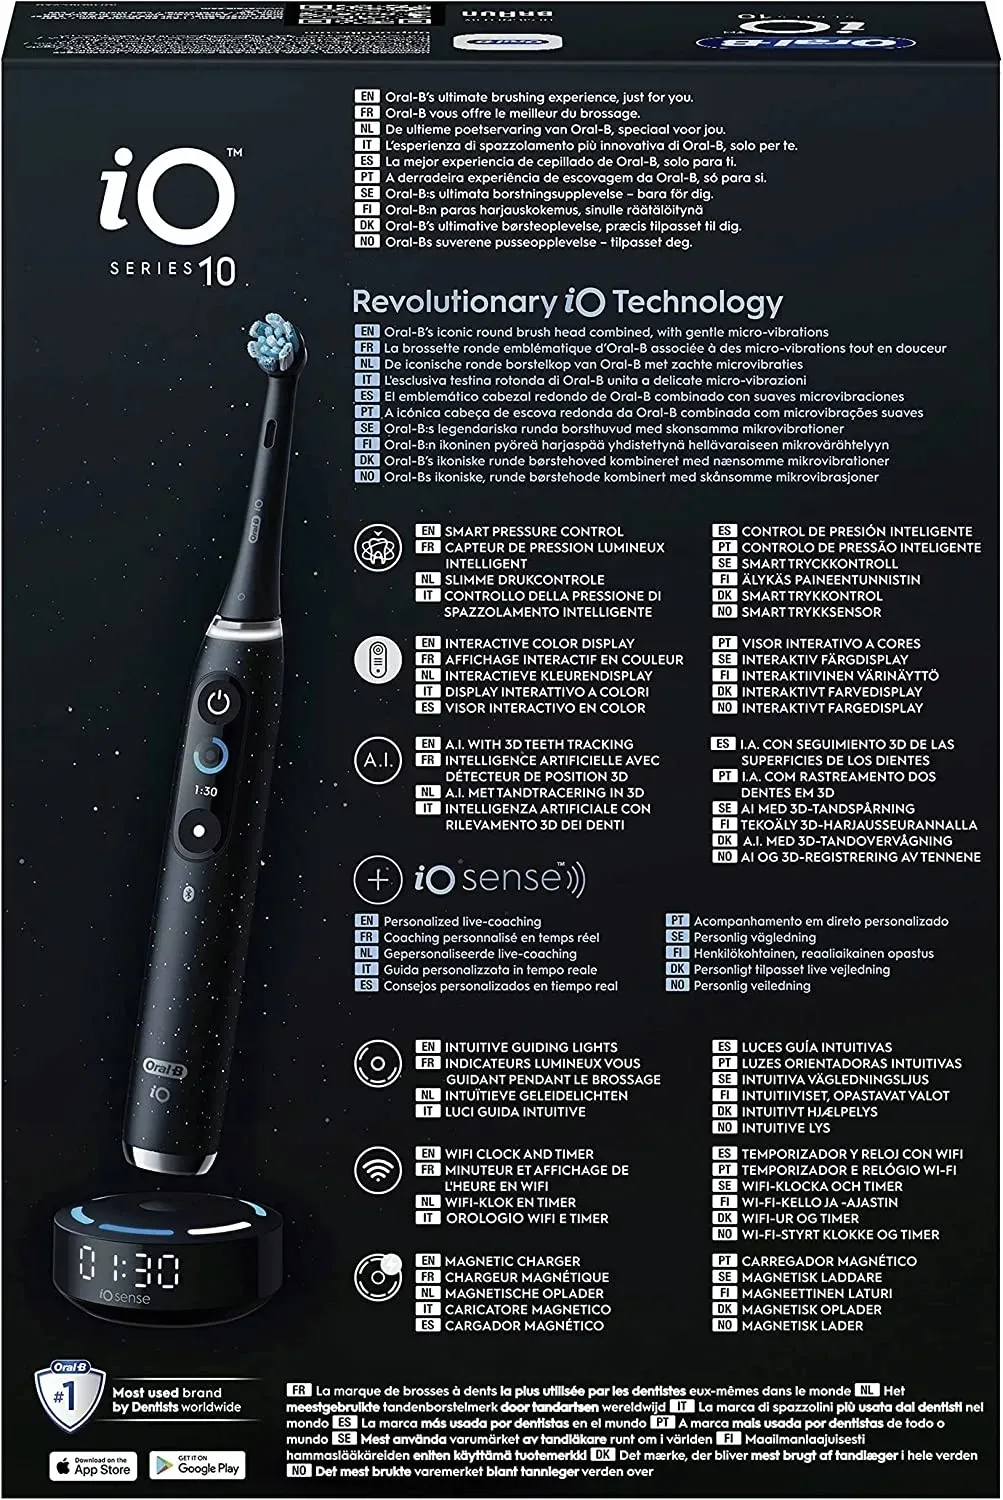 BRAUN
Oral-B
Oral-B
iO
SERIES 10
iO™
SERIES 10
EN Oral-B's ultimate brushing experience, just for you.
FR Oral-B vous offre le meilleur du brossage.
NL De ultieme poetservaring van Oral-B, speciaal voor jou.
IT L'esperienza di spazzolamento più innovativa di Oral-B, solo per te.
ES La mejor experiencia de cepillado de Oral-B, solo para ti.
PT A derradeira experiência de escovagem da Oral-B, só para si.
SE Oral-B:s ultimata borstningsupplevelse – bara för dig.
FI Oral-B:n paras harjauskokemus, sinulle räätälöitynä
DK Oral-B's ultimative børsteoplevelse, præcis tilpasset til dig.
NO Oral-Bs suverene pusseopplevelse – tilpasset deg.
Revolutionary iO Technology
EN Oral-B's iconic round brush head combined, with gentle micro-vibrations
FR La brossette ronde emblématique d'Oral-B associée à des micro-vibrations tout en douceur
NL De iconische ronde borstelkop van Oral-B met zachte microvibraties
IT L'esclusiva testina rotonda di Oral-B unita a delicate micro-vibrazioni
ES El emblemático cabezal redondo de Oral-B combinado con suaves microvibraciones
PT A icónica cabeça de escova redonda da Oral-B combinada com microvibrações suaves
SE Oral-B:s legendariska runda borsthuvud med skonsamma mikrovibrationer
FI Oral-B:n ikoninen pyöreä harjaspää yhdistettynä hellävaraiseen mikrovärähtelyyn
DK Oral-B's ikoniske runde børstehoved kombineret med nænsomme mikrovibrationer
NO Oral-Bs ikoniske, runde børstehode kombinert med skånsomme mikrovibrasjoner
EN SMART PRESSURE CONTROL
FR CAPTEUR DE PRESSION LUMINEUX
INTELLIGENT
NL SLIMME DRUKCONTROLE
IT CONTROLLO DELLA PRESSIONE DI
SPAZZOLAMENTO INTELLIGENTE
ES CONTROL DE PRESIÓN INTELIGENTE
PT CONTROLO DE PRESSÃO INTELIGENTE
SE SMART TRYCKKONTROLL
FI ÄLYKÄS PAINEENTUNNISTIN
DK SMART TRYKKONTROL
NO SMART TRYKKSENSOR
EN INTERACTIVE COLOR DISPLAY
FR AFFICHAGE INTERACTIF EN COULEUR
NL INTERACTIEVE KLEURENDISPLAY
IT DISPLAY INTERATTIVO A COLORI
ES VISOR INTERACTIVO EN COLOR
PT VISOR INTERATIVO A CORES
SE INTERAKTIV FÄRGDISPLAY
FI INTERAKTIIVINEN VÄRINÄYTTÖ
DK INTERAKTIVT FARVEDISPLAY
NO INTERAKTIVT FARGEDISPLAY
A.I.
EN A.I. WITH 3D TEETH TRACKING
FR INTELLIGENCE ARTIFICIELLE AVEC
DÉTECTEUR DE POSITION 3D
NL A.I. MET TANDTRACERING IN 3D
IT INTELLIGENZA ARTIFICIALE CON
RILEVAMENTO 3D DEI DENTI
ES I.A. CON SEGUIMIENTO 3D DE LAS
SUPERFICIES DE LOS DIENTES
PT I.A. COM RASTREAMENTO DOS
DENTES EM 3D
SE AI MED 3D-TANDSPÅRNING
FI TEKOÄLY 3D-HARJAUSSEURANNALLA
DK A.I. MED 3D-TANDOVERVÅGNING
NO AI OG 3D-REGISTRERING AV TENNENE
+ iO sense™
EN Personalized live-coaching
FR Coaching personnalisé en temps réel
NL Gepersonaliseerde live-coaching
IT Guida personalizzata in tempo reale
ES Consejos personalizados en tiempo real
PT Acompanhamento em direto personalizado
SE Personlig vägledning
FI Henkilökohtainen, reaaliaikainen opastus
DK Personligt tilpasset live vejledning
NO Personlig veiledning
EN INTUITIVE GUIDING LIGHTS
FR INDICATEURS LUMINEUX VOUS
GUIDANT PENDANT LE BROSSAGE
NL INTUÏTIEVE GELEIDELICHTEN
IT LUCI GUIDA INTUITIVE
ES LUCES GUÍA INTUITIVAS
PT LUZES ORIENTADORAS INTUITIVAS
SE INTUITIVA VÄGLEDNINGSLJUS
FI INTUITIIVISET, OPASTAVAT VALOT
DK INTUITIVT HJÆLPELYS
NO INTUITIVE LYS
EN WIFI CLOCK AND TIMER
FR MINUTEUR ET AFFICHAGE DE
L'HEURE EN WIFI
NL WIFI-KLOK EN TIMER
IT OROLOGIO WIFI E TIMER
ES TEMPORIZADOR Y RELOJ CON WIFI
PT TEMPORIZADOR E RELÓGIO WI-FI
SE WIFI-KLOCKA OCH TIMER
FI WI-FI-KELLO JA -AJASTIN
DK WIFI-UR OG TIMER
NO WI-FI-STYRT KLOKKE OG TIMER
EN MAGNETIC CHARGER
FR CHARGEUR MAGNÉTIQUE
NL MAGNETISCHE OPLADER
IT CARICATORE MAGNETICO
ES CARGADOR MAGNÉTICO
PT CARREGADOR MAGNÉTICO
SE MAGNETISK LADDARE
FI MAGNEETTINEN LATURI
DK MAGNETISK OPLADER
NO MAGNETISK LADER
Oral-B iO
1:30
Oral-B
iO
01:30
iO sense
Oral-B
#1
Most used brand
by Dentists worldwide
Download on the
App Store
GET IT ON
Google Play
FR La marque de brosses à dents la plus utilisée par les dentistes eux-mêmes dans le monde NL Het
meestgebruikte tandenborstelmerk door tandartsen wereldwijd IT La marca di spazzolini più usata dal dentisti nel
mondo ES La marca más usada por dentistas en el mundo PT A marca mais usada por dentistas de todo o
mundo SE Mest använda varumärket av tandläkare runt om i världen FI Maailmanlaajuisesti
hammaslääkäreiden eniten käyttämä tuotemerkki DK Det mærke, der bliver mest brugt af tandlæger i hele verden
NO Det mest brukte varemerket blant tannleger verden over